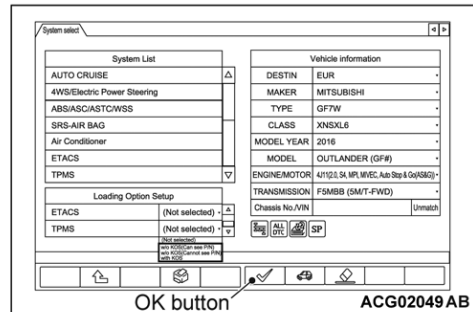 System select
System List
AUTO CRUISE
4WS/Electric Power Steering
ABS/ASC/ASTC/WSS
SRS-AIR BAG
Air Conditioner
ETACS
TPMS
Loading Option Setup
ETACS (Not selected)
TPMS (Not selected)
(Not selected)
w/o KOS(Can see P/N)
w/o KOS(Cannot see P/N)
with KOS
Vehicle information
DESTIN EUR
MAKER MITSUBISHI
TYPE GF7W
CLASS XNSXL6
MODEL YEAR 2016
MODEL OUTLANDER (GF#)
ENGINE/MOTOR 4J11(2.0, S4, MPI, MIVEC, Auto Stop & Go(AS&G))
TRANSMISSION F5MBB (5M/T-FWD)
Chassis No./VIN Unmatch
ALL DTC SP
OK button
ACG02049AB